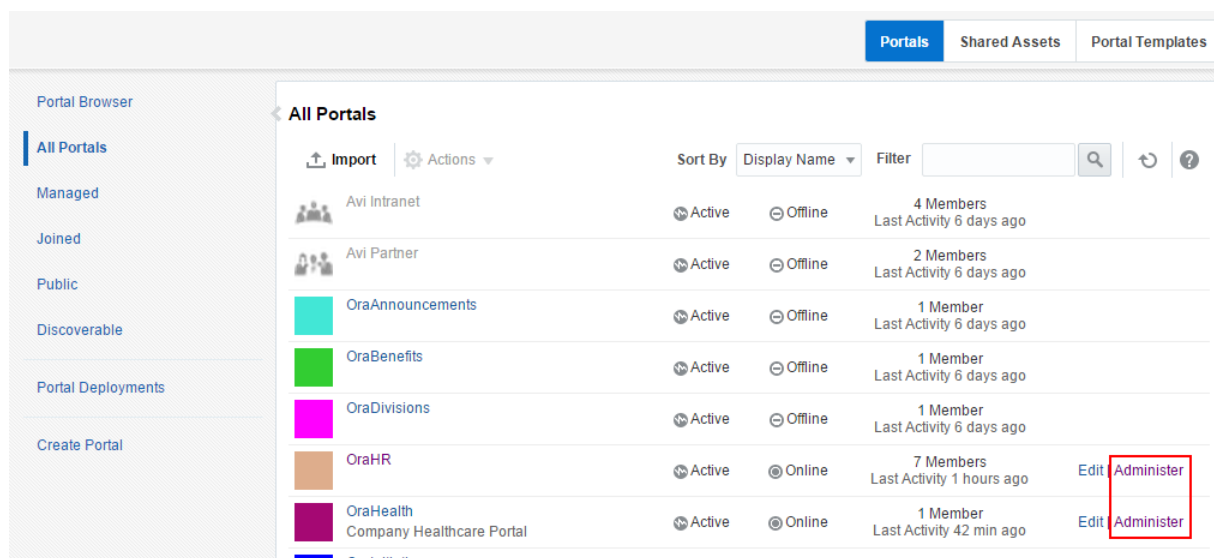 Portals Shared Assets Portal Templates
Portal Browser
All Portals
Managed
Joined
Public
Discoverable
Portal Deployments
Create Portal
All Portals
Import Actions Sort By Display Name Filter
Avi Intranet Active Offline 4 Members
Last Activity 6 days ago
Avi Partner Active Offline 2 Members
Last Activity 6 days ago
OraAnnouncements Active Offline 1 Member
Last Activity 6 days ago
OraBenefits Active Offline 1 Member
Last Activity 6 days ago
OraDivisions Active Offline 1 Member
Last Activity 6 days ago
OraHR Active Online 7 Members Edit | Administer
Last Activity 1 hours ago
OraHealth Active Online 1 Member Edit | Administer
Company Healthcare Portal Last Activity 42 min ago